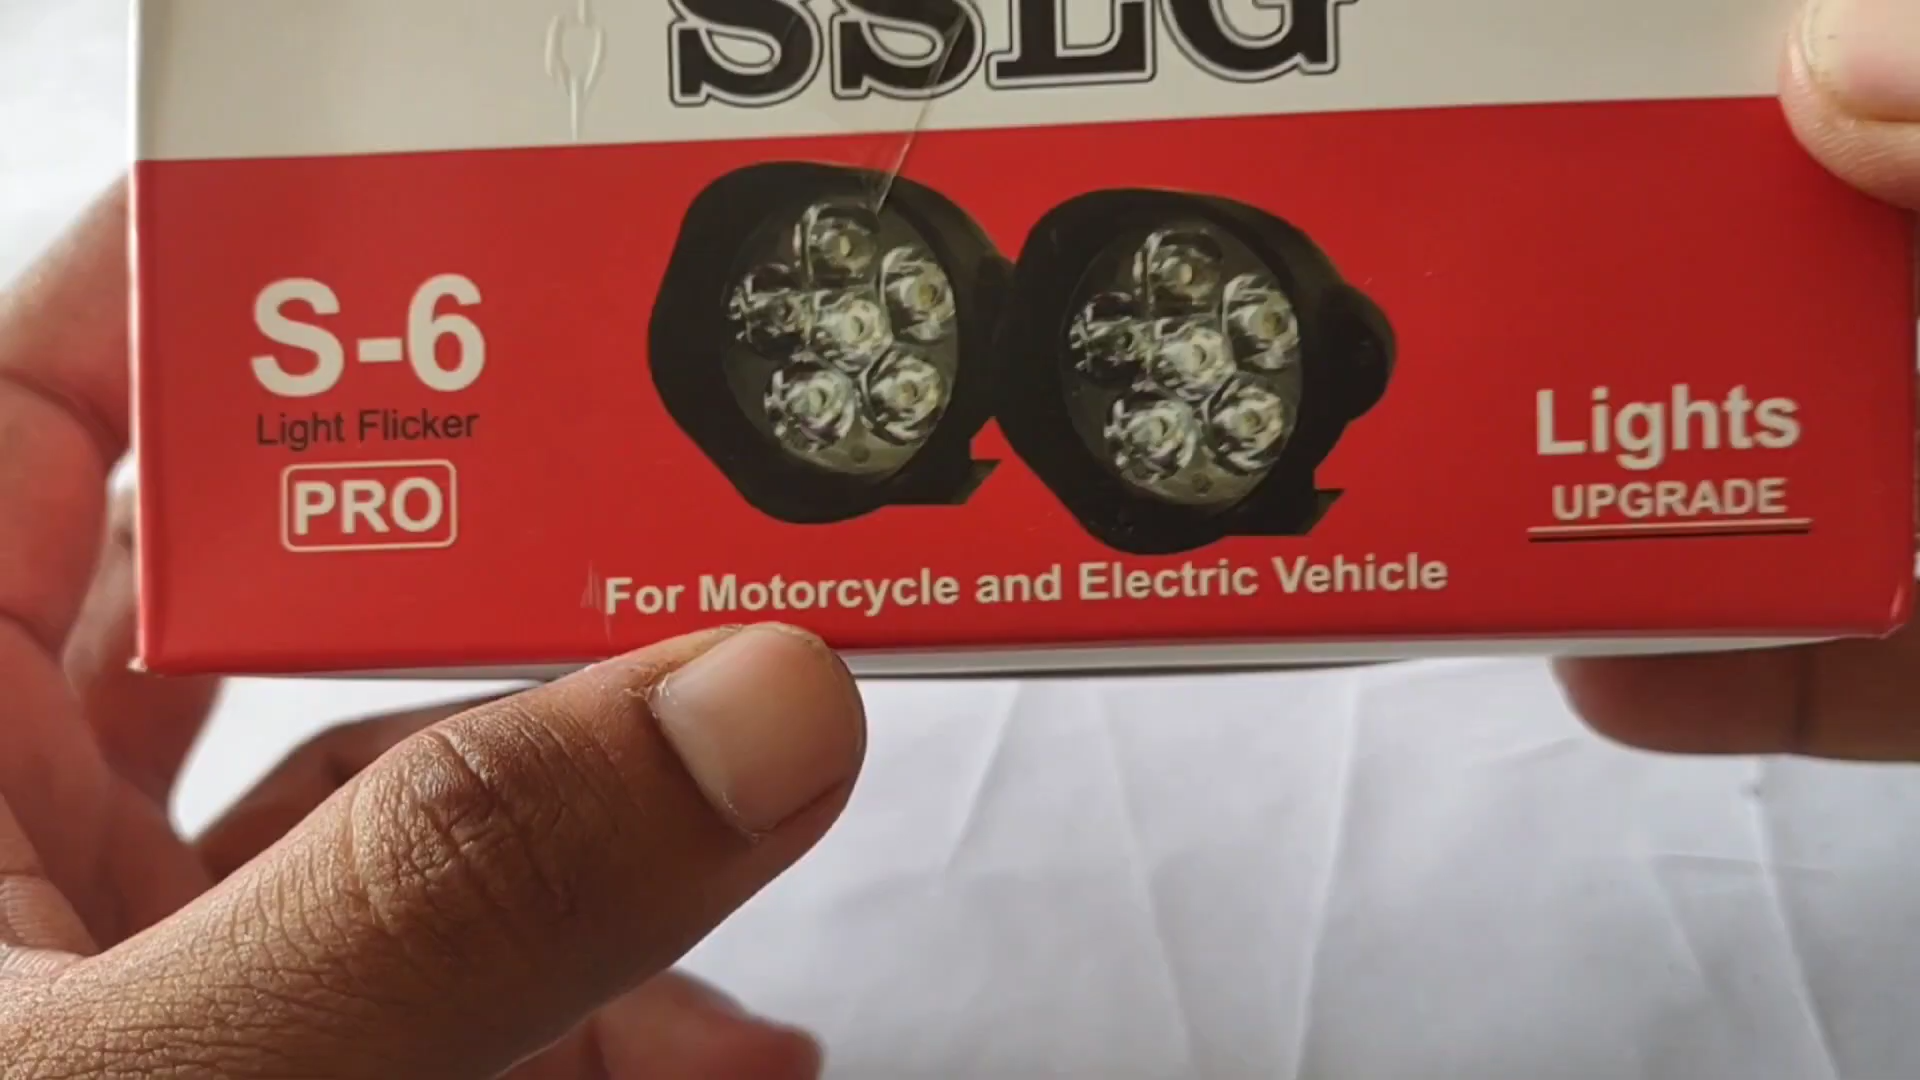 SSLG
S-6
Light Flicker
PRO
Lights
UPGRADE
For Motorcycle and Electric Vehicle